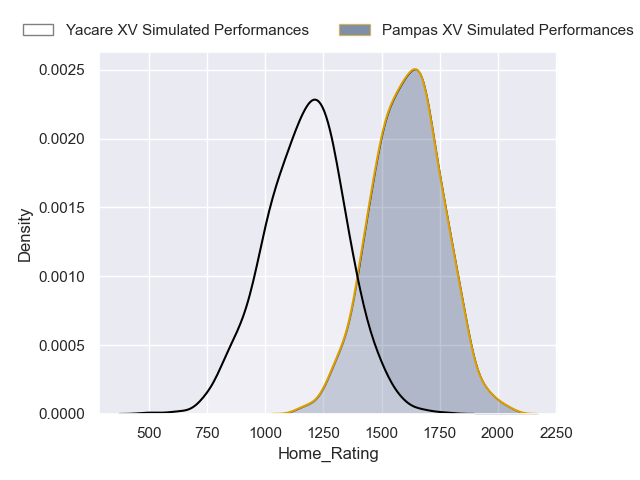 Yacare XV Simulated Performances Pampas XV Simulated Performances
0.0025
0.0020
0.0015
0.0010
0.0005
0.0000
Density
500 750 1000 1250 1500 1750 2000 2250
Home_Rating